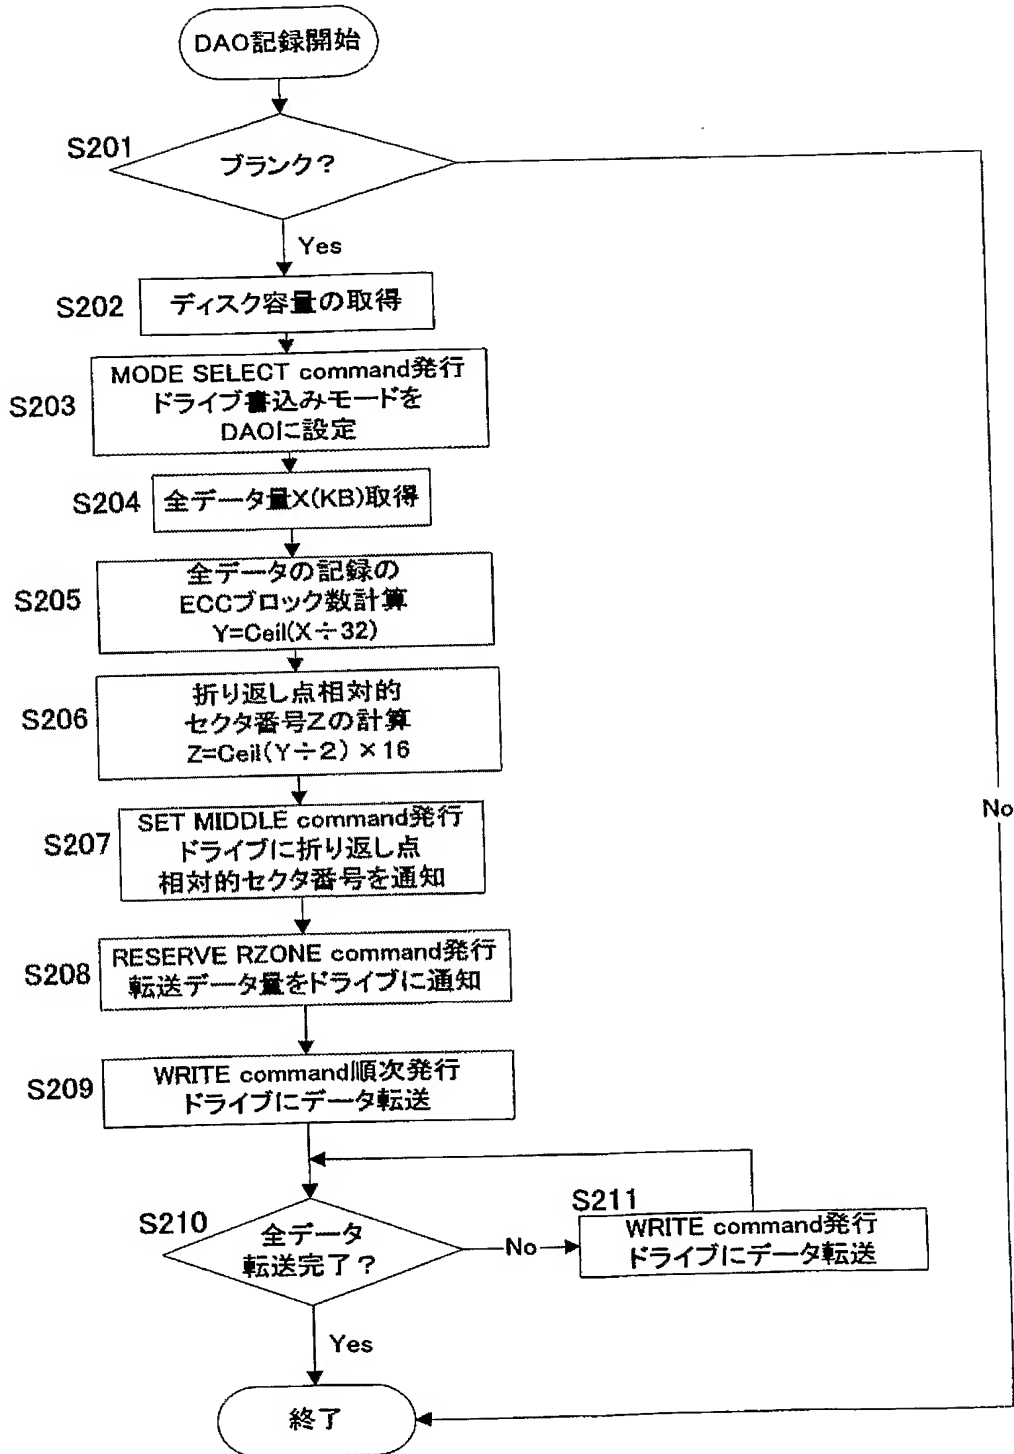 DAO記録開始
S201
ブランク？
Yes
S202
ディスク容量の取得
S203
MODE SELECT command発行
ドライブ書込みモードを
DAOに設定
S204
全データ量X(KB)取得
S205
全データの記録の
ECCブロック数計算
Y=Ceil(X÷32)
S206
折り返し点相対的
セクタ番号Zの計算
Z=Ceil(Y÷2)×16
No
S207
SET MIDDLE command発行
ドライブに折り返し点
相対的セクタ番号を通知
S208
RESERVE RZONE command発行
転送データ量をドライブに通知
S209
WRITE command順次発行
ドライブにデータ転送
S210
全データ
転送完了？
No
S211
WRITE command発行
ドライブにデータ転送
Yes
終了